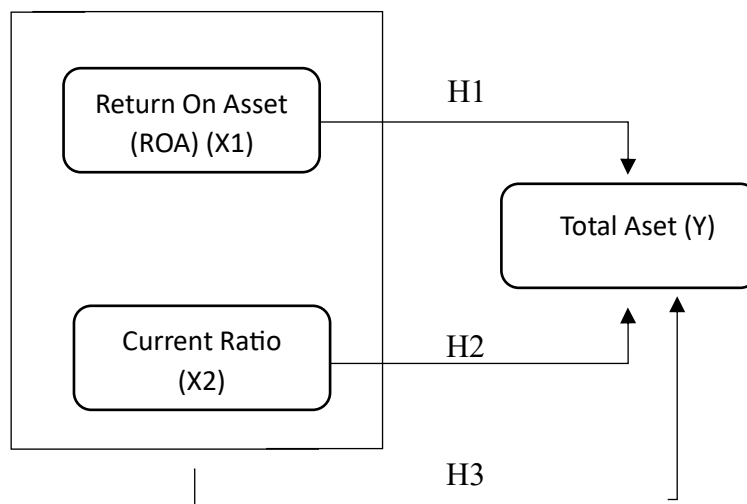 Return On Asset
(ROA) (X1)
H1
Total Aset (Y)
Current Ratio
(X2)
H2
H3